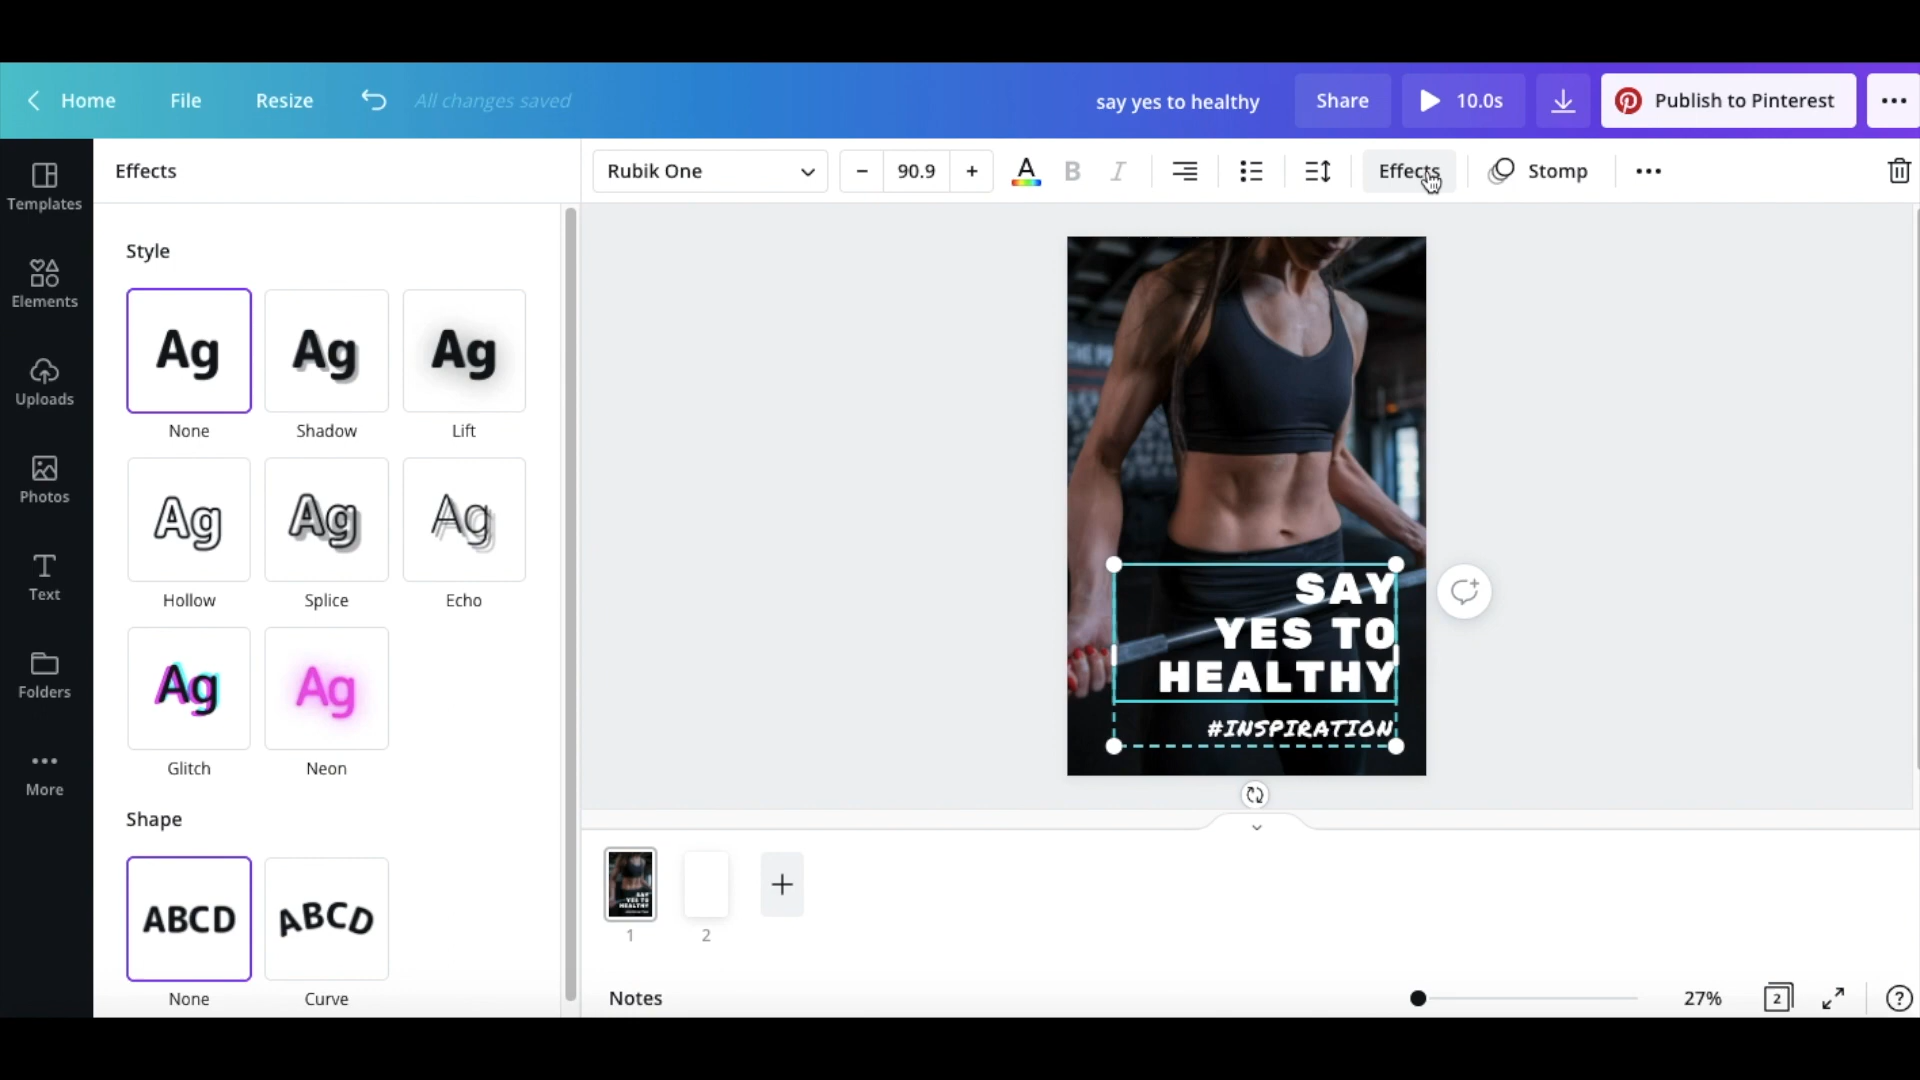 Home File Resize All changes saved say yes to healthy Share 10.0s Publish to Pinterest
Effects Rubik One 90.9 A B I Effects Stomp
Templates
Elements
Uploads
Photos
Text
Folders
More
Style
Ag Ag Ag
None Shadow Lift
Ag Ag Ag
Hollow Splice Echo
Ag Ag
Glitch Neon
Shape
ABCD ABCD
None Curve
SAY
YES TO
HEALTHY
#INSPIRATION
1 2
Notes 27% 2 ?